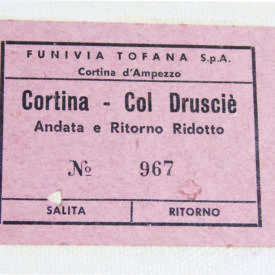 FUNIVIA TOFANA S.p.A.
Cortina d'Ampezzo
Cortina - Col Drusciè
Andata e Ritorno Ridotto
№ 967
SALITA
RITORNO